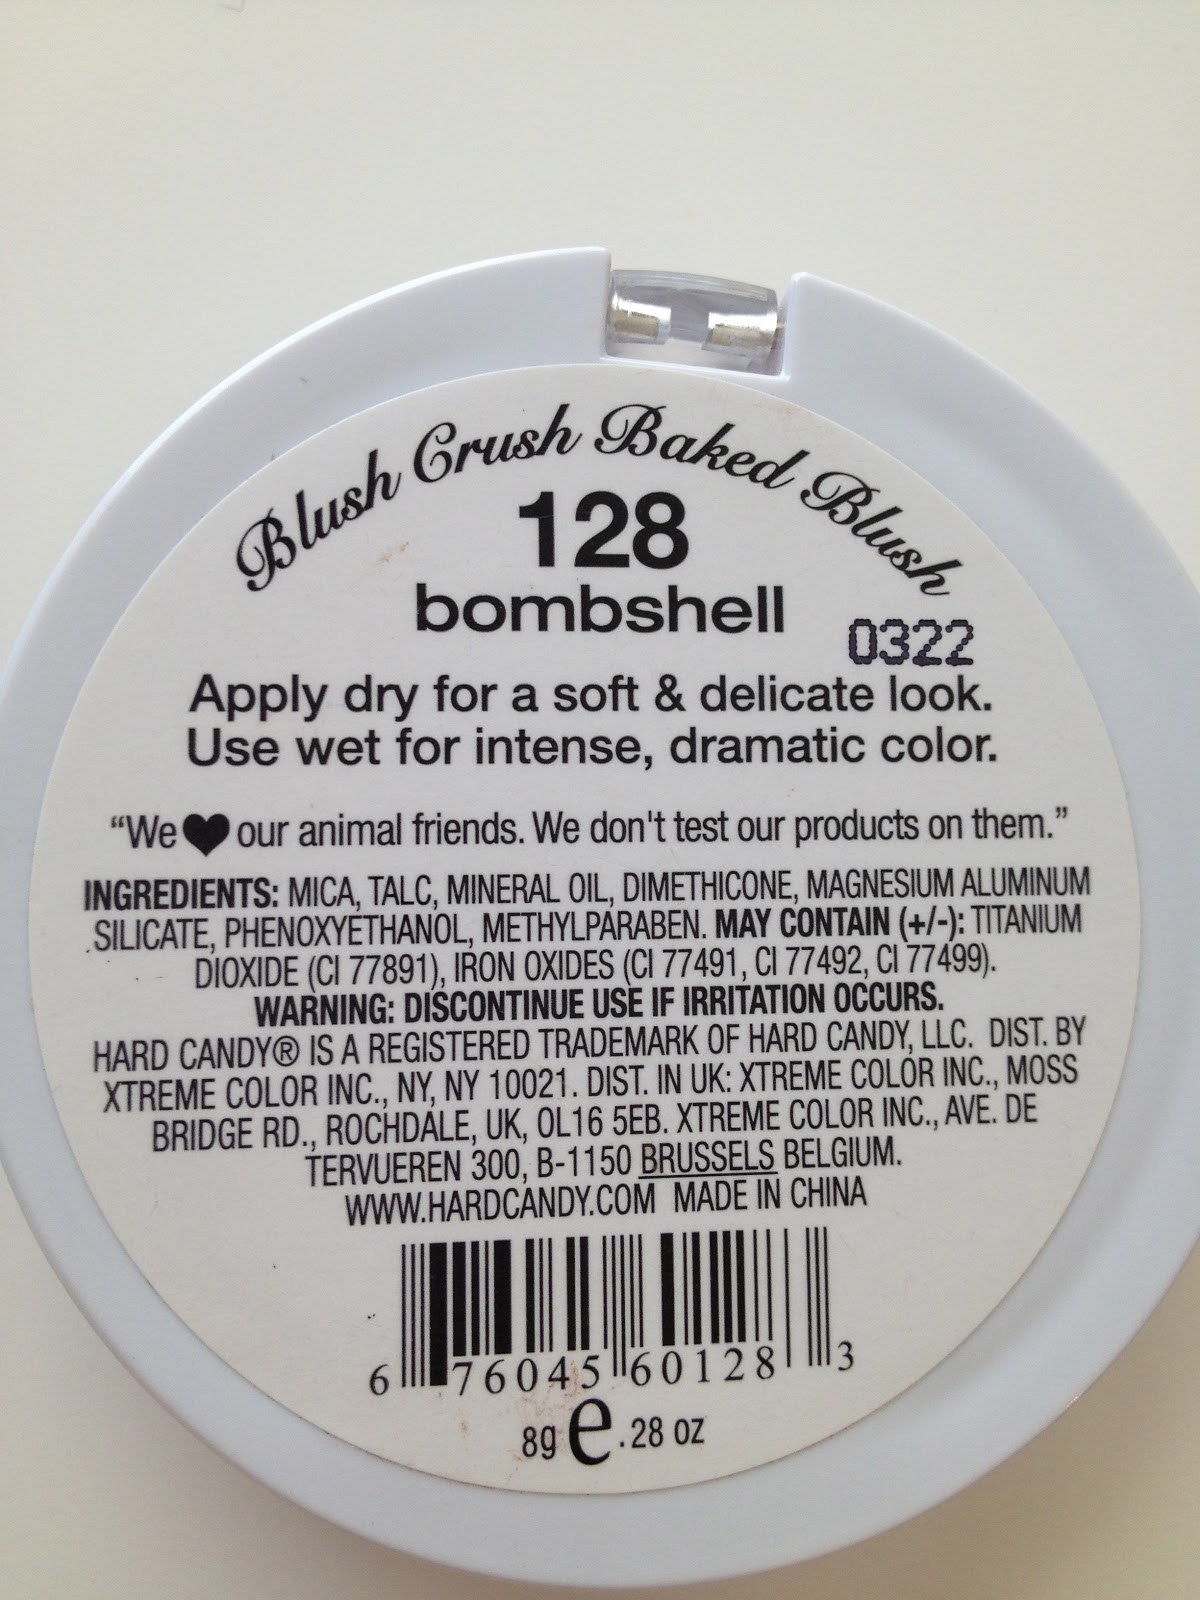 Blush Crush Baked Blush
128
bombshell
0322
Apply dry for a soft & delicate look.
Use wet for intense, dramatic color.
“We♥our animal friends. We don't test our products on them.”
INGREDIENTS: MICA, TALC, MINERAL OIL, DIMETHICONE, MAGNESIUM ALUMINUM
SILICATE, PHENOXYETHANOL, METHYLPARABEN. MAY CONTAIN (+/-): TITANIUM
DIOXIDE (CI 77891), IRON OXIDES (CI 77491, CI 77492, CI 77499).
WARNING: DISCONTINUE USE IF IRRITATION OCCURS.
HARD CANDY® IS A REGISTERED TRADEMARK OF HARD CANDY, LLC. DIST. BY
XTREME COLOR INC., NY, NY 10021. DIST. IN UK: XTREME COLOR INC., MOSS
BRIDGE RD., ROCHDALE, UK, OL16 5EB. XTREME COLOR INC., AVE. DE
TERVUEREN 300, B-1150 BRUSSELS BELGIUM.
WWW.HARDCANDY.COM MADE IN CHINA
6 76045 60128 3
8g e .28 oz